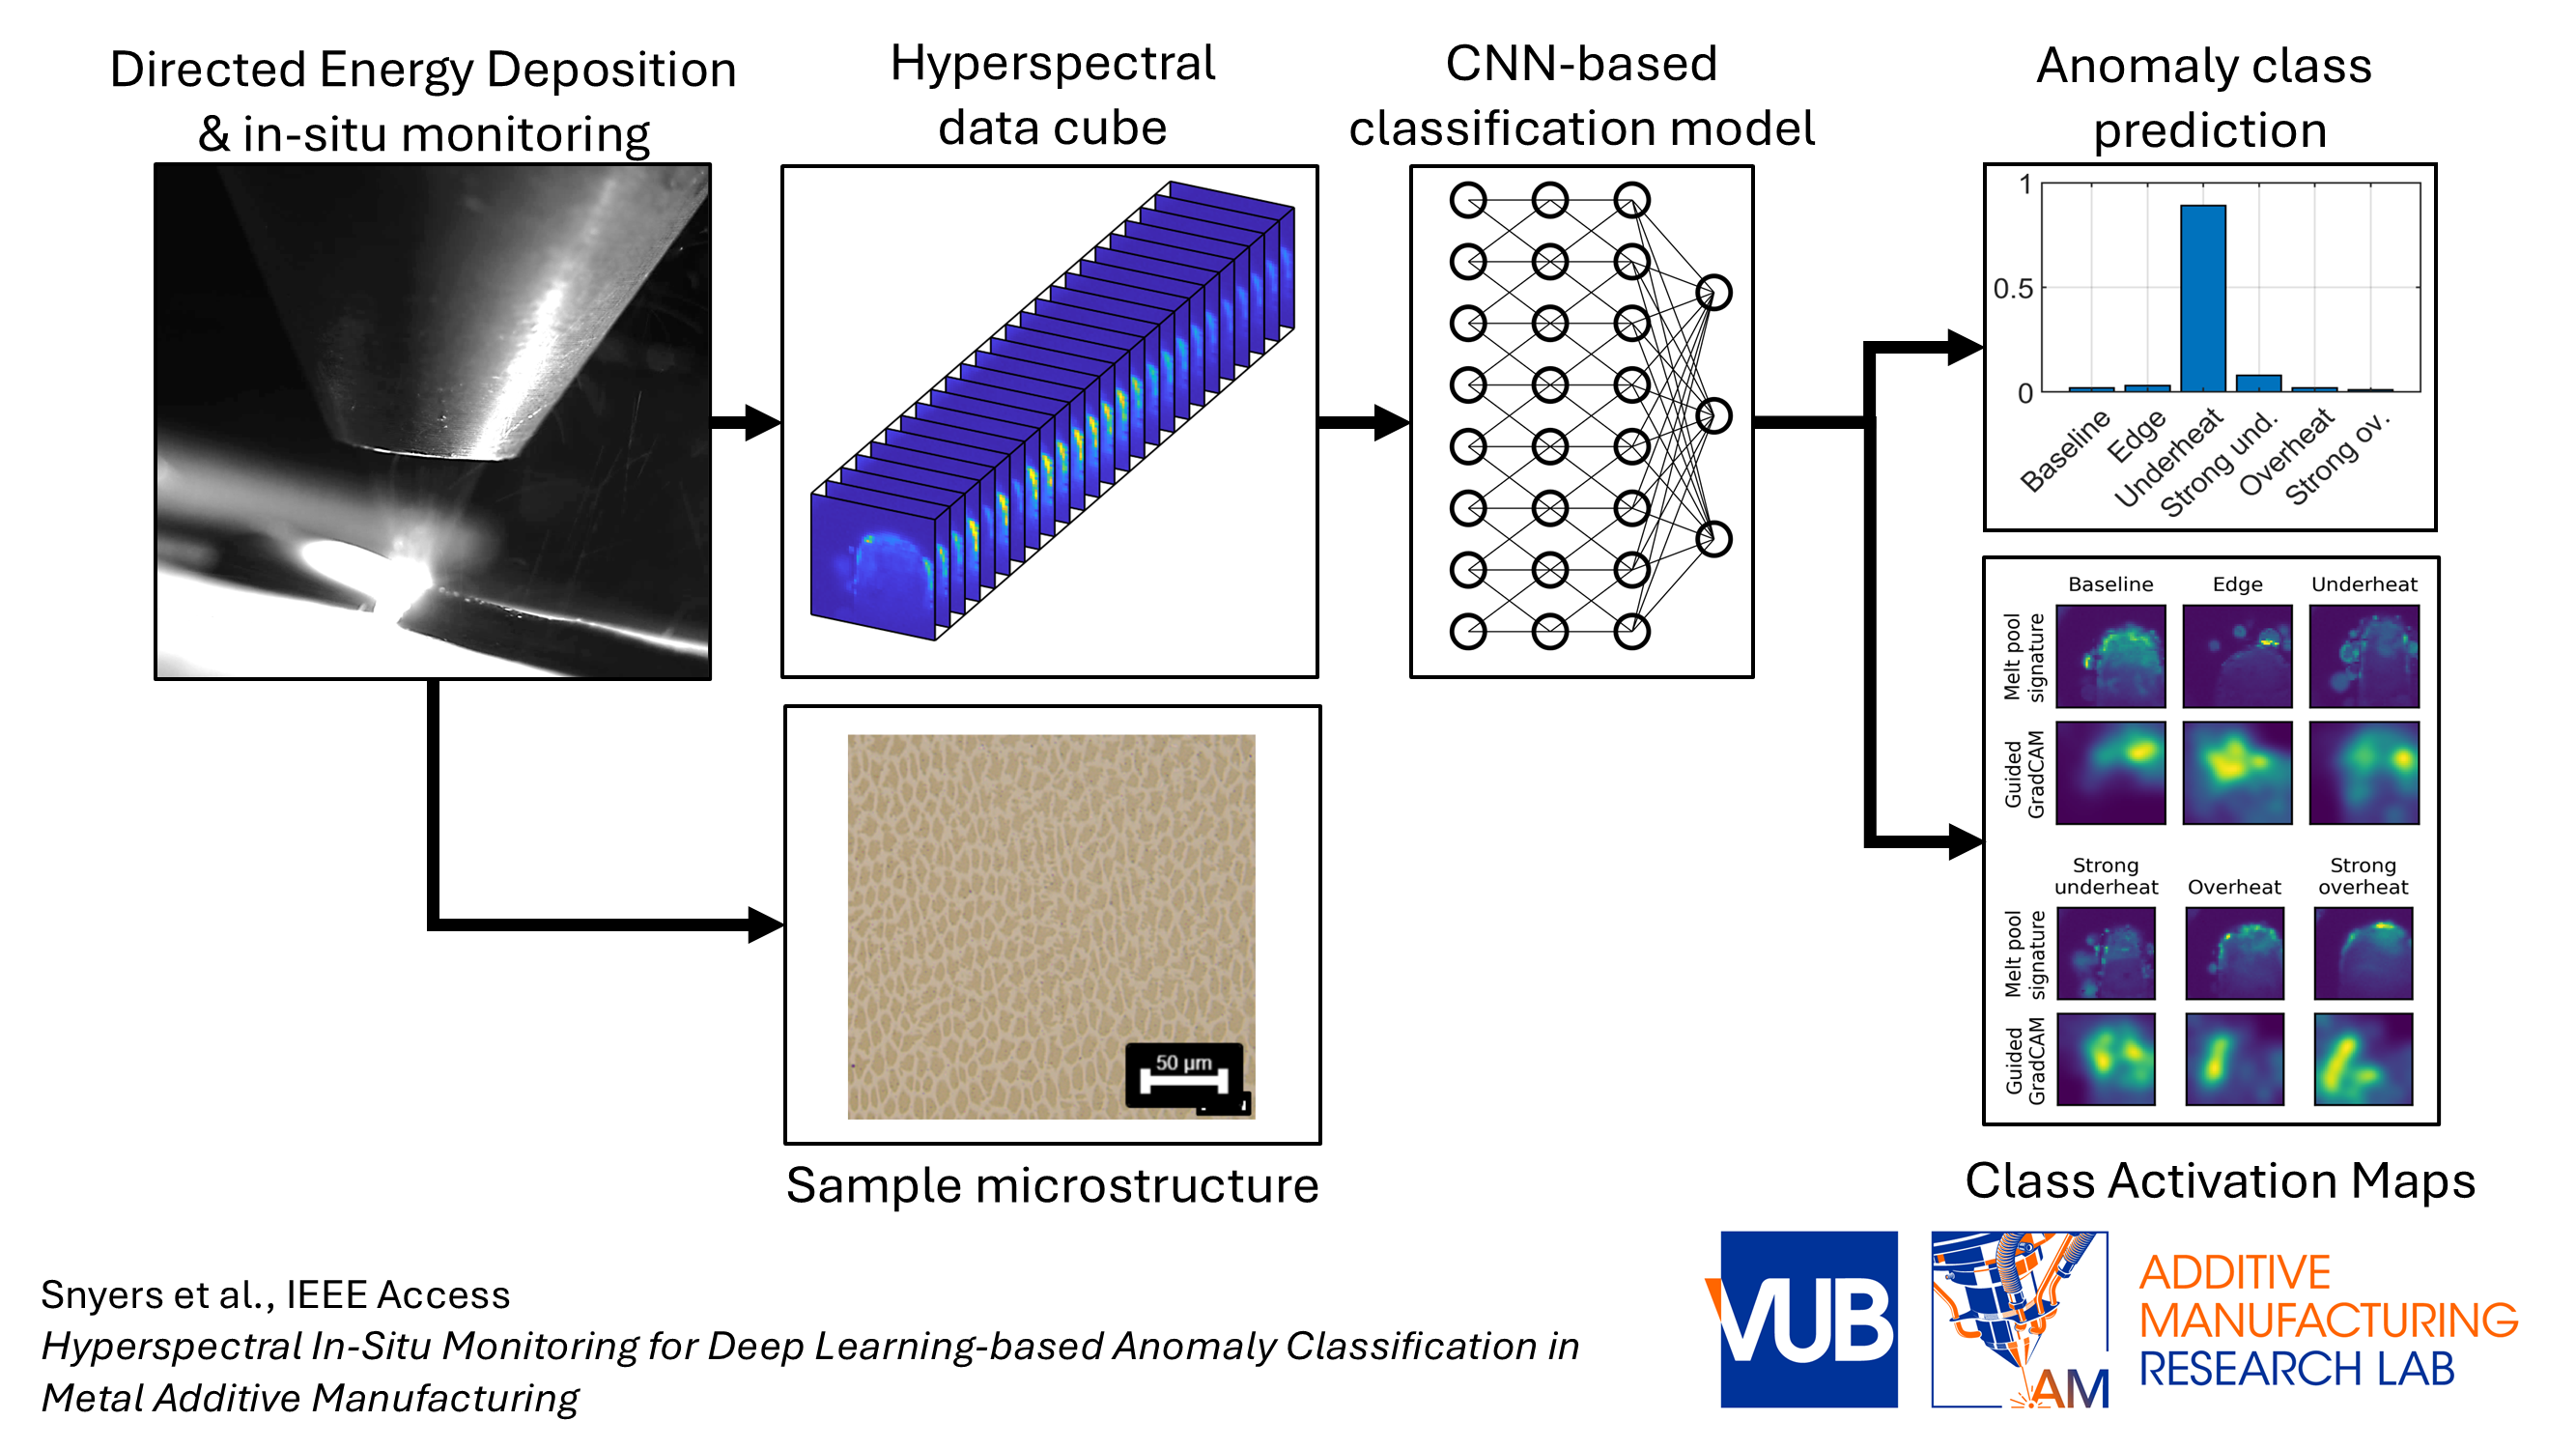 Directed Energy Deposition
& in-situ monitoring
Hyperspectral
data cube
CNN-based
classification model
Anomaly class
prediction
1
0.5
0
Baseline
Edge
Underheat
Strong und.
Overheat
Strong ov.
Baseline
Edge
Underheat
Melt pool
signature
Guided
GradCAM
Strong
underheat
Overheat
Strong
overheat
Melt pool
signature
Guided
GradCAM
50 µm
Sample microstructure
Class Activation Maps
Snyers et al., IEEE Access
Hyperspectral In-Situ Monitoring for Deep Learning-based Anomaly Classification in
Metal Additive Manufacturing
VUB
AM
ADDITIVE
MANUFACTURING
RESEARCH LAB